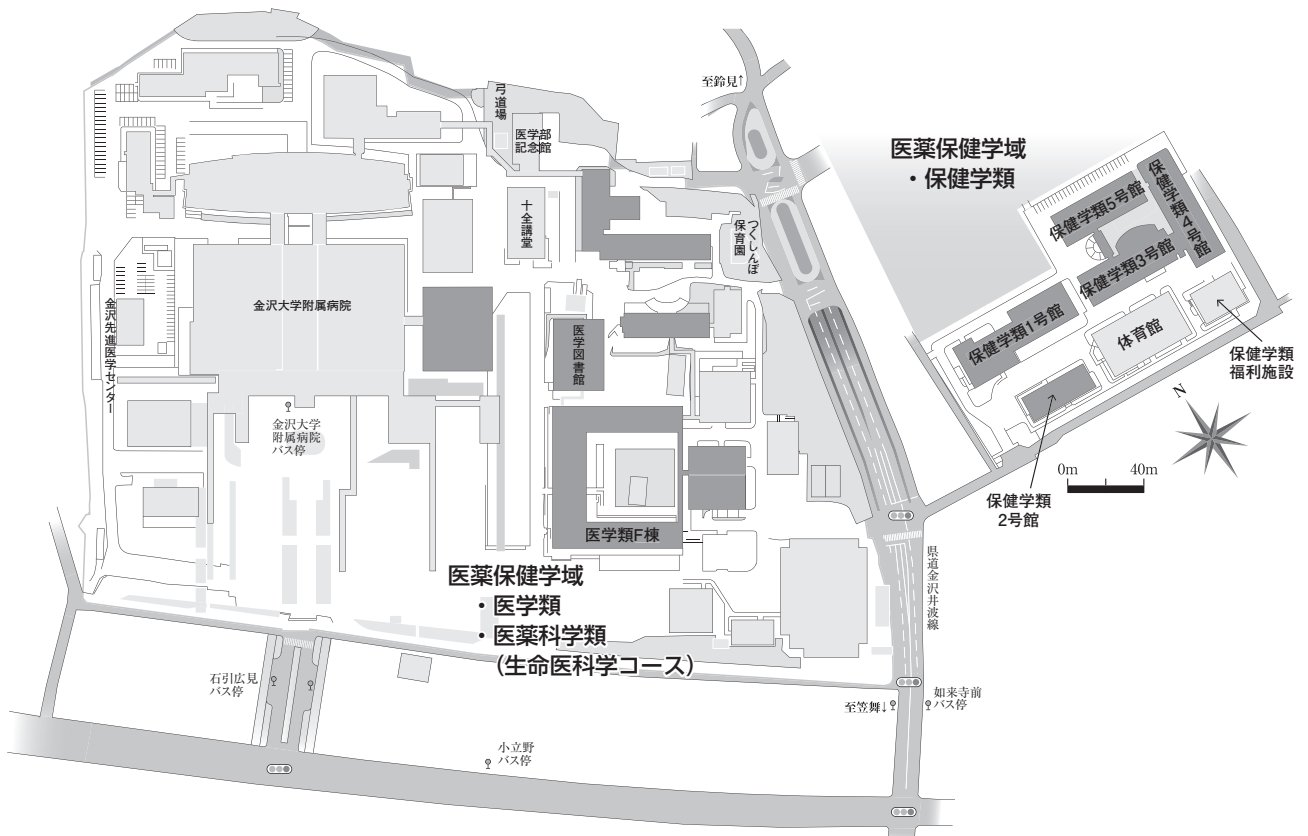 至鈴見↑
弓道場
医学部
記念館
医薬保健学域
・保健学類
保健学類5号館
保健学類4号館
保健学類3号館
保健学類1号館
体育館
保健学類
福利施設
保健学類
2号館
N
0m 40m
十全講堂
つくしんぼ
保育園
金沢大学附属病院
金沢先進医学センター
医学図書館
金沢大学
附属病院
バス停
医学類F棟
医薬保健学域
・医学類
・医薬科学類
(生命医科学コース)
県道金沢井波線
石引広見
バス停
至笠舞↓
如来寺前
バス停
小立野
バス停